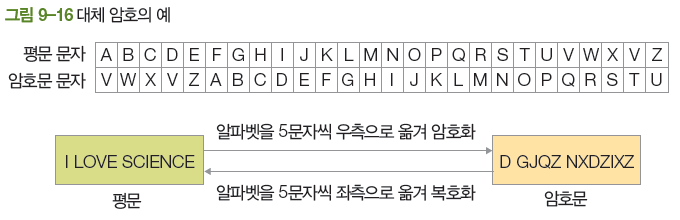 그림 9-16 대체 암호의 예
평문 문자 A B C D E F G H I J K L M N O P Q R S T U V W X V Z
암호문 문자 V W X V Z A B C D E F G H I J K L M N O P Q R S T U
알파벳을 5문자씩 우측으로 옮겨 암호화
I LOVE SCIENCE
D GJQZ NXDZIXZ
알파벳을 5문자씩 좌측으로 옮겨 복호화
평문
암호문